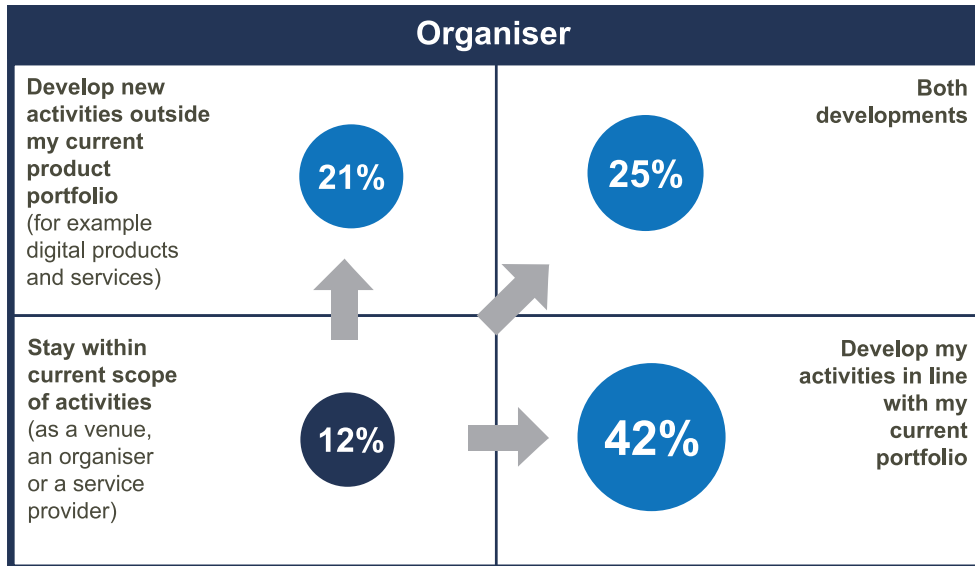 Organiser
Develop new
activities outside
my current
product
portfolio
(for example
digital products
and services)
21%
25%
Both
developments
Stay within
current scope
of activities
(as a venue,
an organiser
or a service
provider)
12%
42%
Develop my
activities in line
with my
current
portfolio